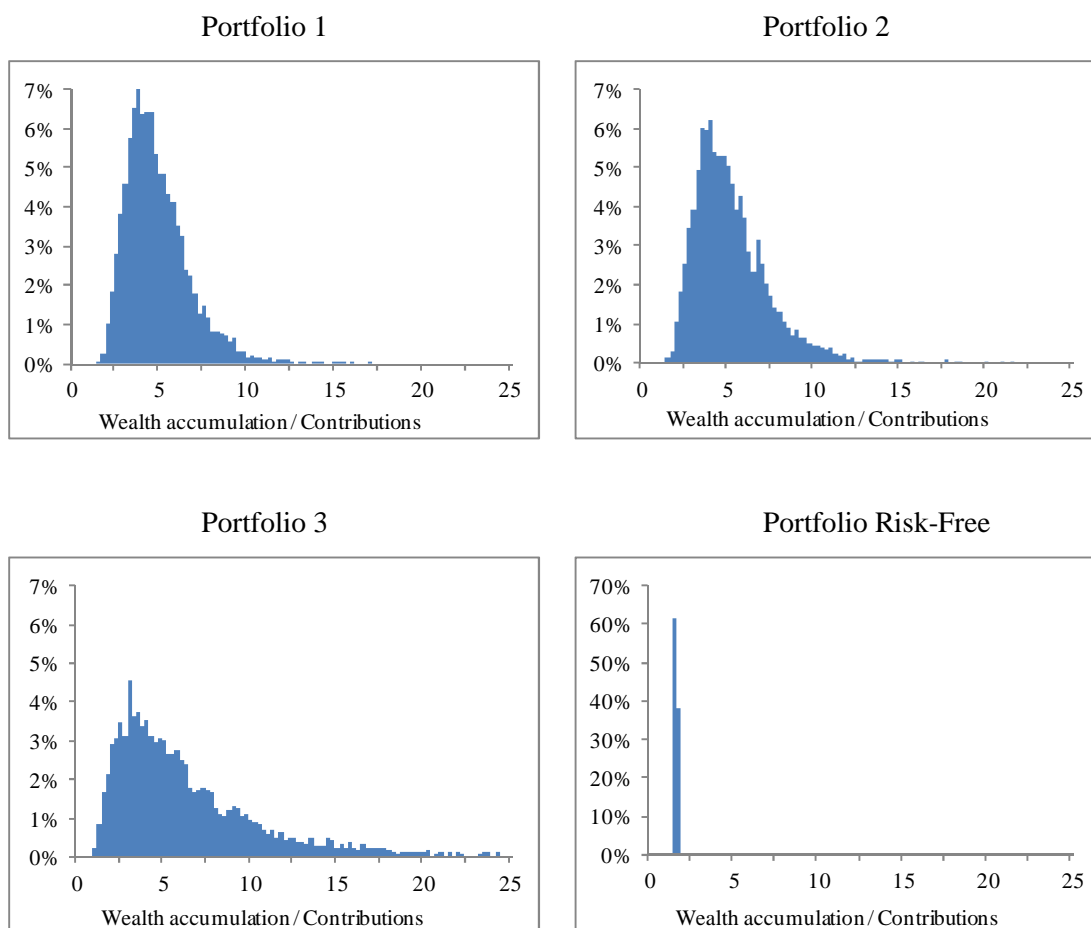 Portfolio 1
7%
6%
5%
4%
3%
2%
1%
0%
0 5 10 15 20 25
Wealth accumulation / Contributions
Portfolio 2
7%
6%
5%
4%
3%
2%
1%
0%
0 5 10 15 20 25
Wealth accumulation / Contributions
Portfolio 3
7%
6%
5%
4%
3%
2%
1%
0%
0 5 10 15 20 25
Wealth accumulation / Contributions
Portfolio Risk-Free
70%
60%
50%
40%
30%
20%
10%
0%
0 5 10 15 20 25
Wealth accumulation / Contributions